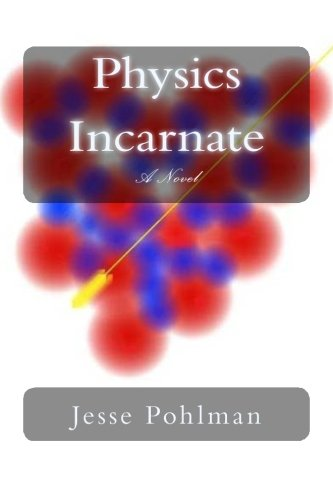 Physics
Incarnate
A Novel
Jesse Pohlman